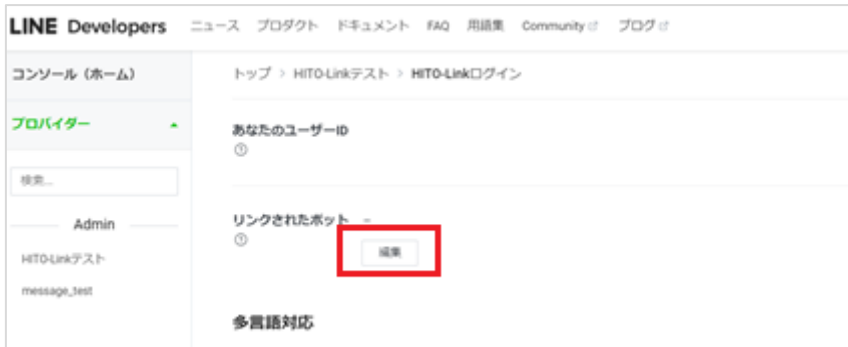 LINE Developers ニュース プロダクト ドキュメント FAQ 用語集 Community ブログ
コンソール（ホーム）
トップ > HITO-Linkテスト > HITO-Linkログイン
プロバイダー
あなたのユーザーID
検索...
Admin
リンクされたボット -
編集
HITO-Linkテスト
message_test
多言語対応